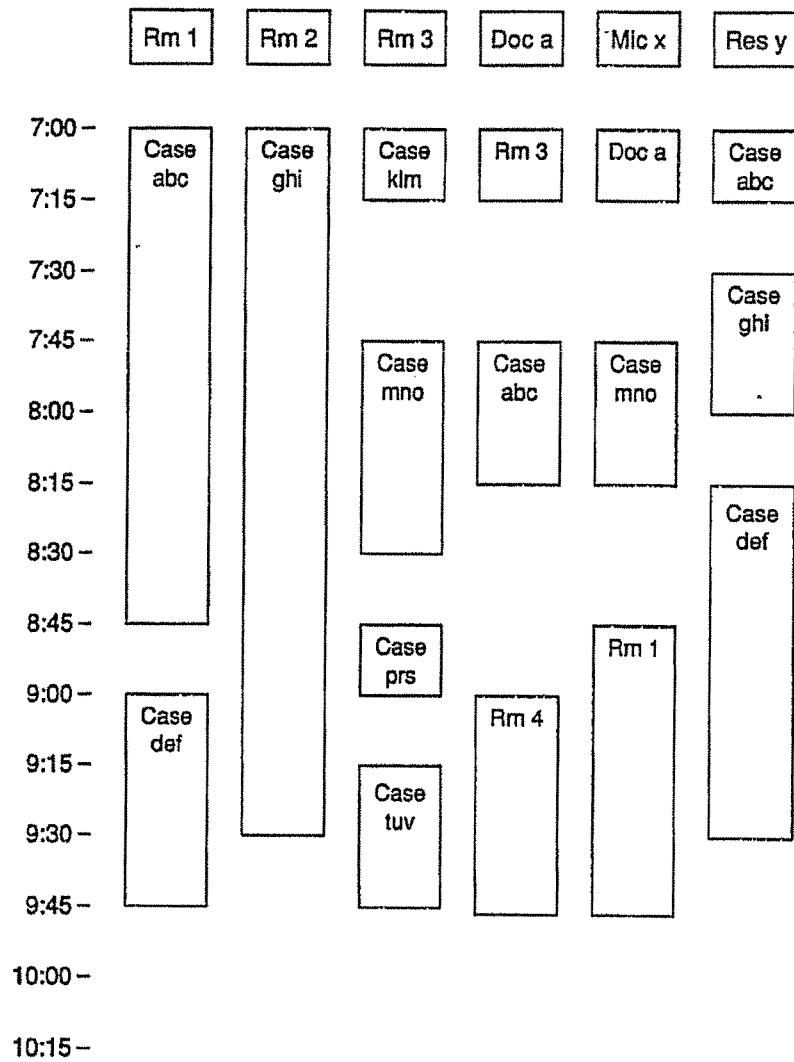 Rm 1 Rm 2 Rm 3 Doc a Mic x Res y
7:00 –
Case abc
Case ghi
Case klm
Rm 3
Doc a
Case abc
7:15 –
7:30 –
Case ghi
7:45 –
Case mno
Case abc
Case mno
8:00 –
8:15 –
Case def
8:30 –
8:45 –
Case prs
Rm 1
9:00 –
Case def
Rm 4
9:15 –
Case tuv
9:30 –
9:45 –
10:00 –
10:15 –